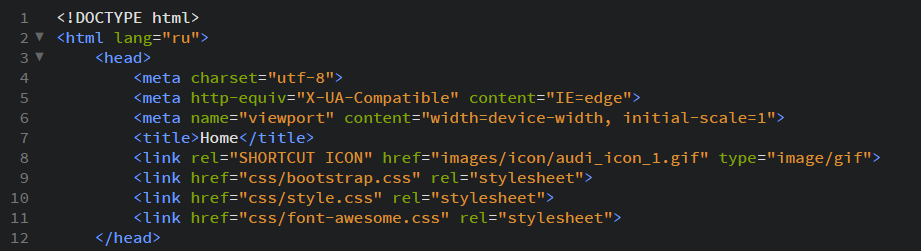 1 <!DOCTYPE html>
2 ▼ <html lang="ru">
3 ▼ <head>
4 <meta charset="utf-8">
5 <meta http-equiv="X-UA-Compatible" content="IE=edge">
6 <meta name="viewport" content="width=device-width, initial-scale=1">
7 <title>Home</title>
8 <link rel="SHORTCUT ICON" href="images/icon/audi_icon_1.gif" type="image/gif">
9 <link href="css/bootstrap.css" rel="stylesheet">
10 <link href="css/style.css" rel="stylesheet">
11 <link href="css/font-awesome.css" rel="stylesheet">
12 </head>